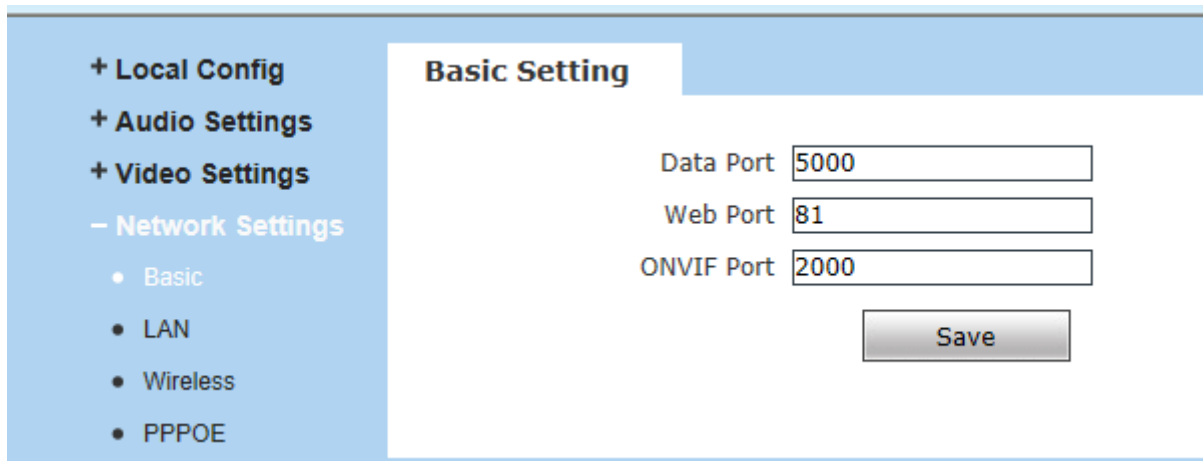 + Local Config
+ Audio Settings
+ Video Settings
− Network Settings
• Basic
• LAN
• Wireless
• PPPOE
Basic Setting
Data Port 5000
Web Port 81
ONVIF Port 2000
Save